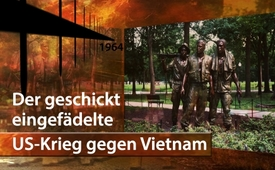 1964
Der geschickt
eingefädelte
US-Krieg gegen Vietnam